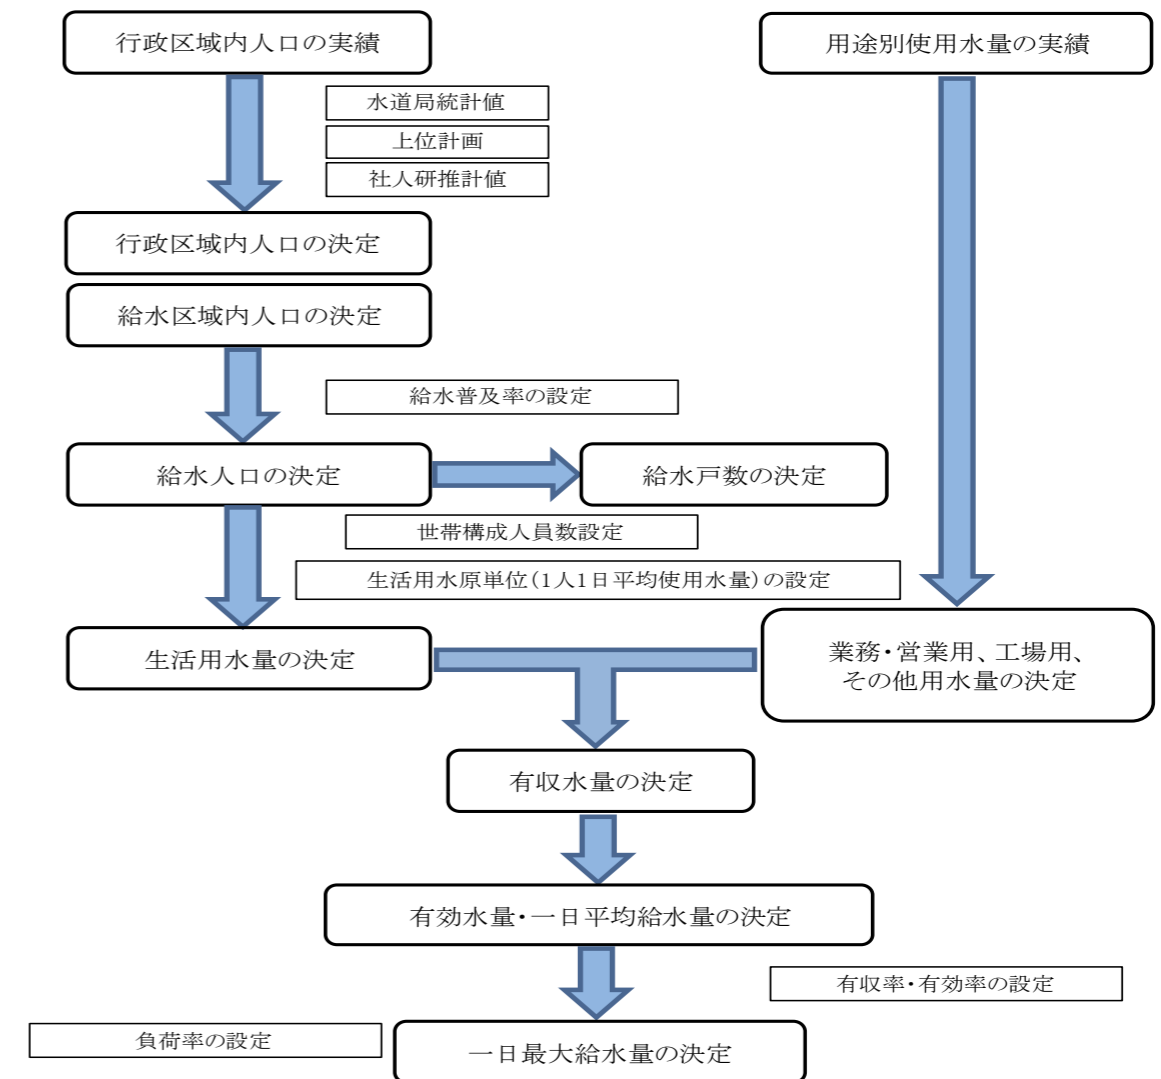 行政区域内人口の実績
用途別使用水量の実績
水道局統計値
上位計画
社人研推計値
行政区域内人口の決定
給水区域内人口の決定
給水普及率の設定
給水人口の決定
給水戸数の決定
世帯構成人員数設定
生活用水原単位(1人1日平均使用水量)の設定
生活用水量の決定
業務・営業用、工場用、
その他用水量の決定
有収水量の決定
有効水量・一日平均給水量の決定
有収率・有効率の設定
負荷率の設定
一日最大給水量の決定